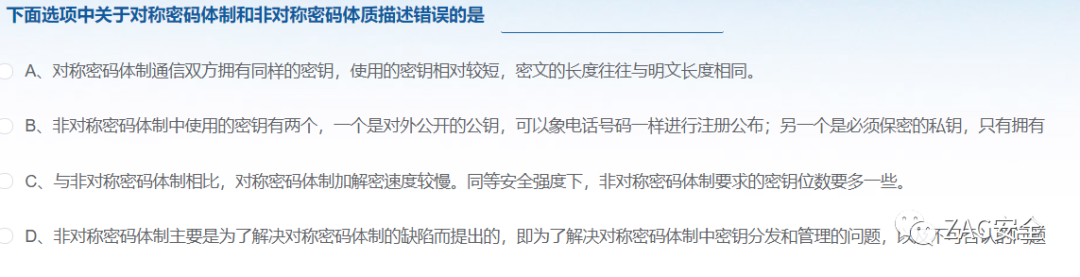 下面选项中关于对称密码体制和非对称密码体质描述错误的是
A、对称密码体制通信双方拥有同样的密钥，使用的密钥相对较短，密文的长度往往与明文长度相同。
B、非对称密码体制中使用的密钥有两个，一个是对外公开的公钥，可以象电话号码一样进行注册公布；另一个是必须保密的私钥，只有拥有
C、与非对称密码体制相比，对称密码体制加解密速度较慢。同等安全强度下，非对称密码体制要求的密钥位数要多一些。
D、非对称密码体制主要是为了解决对称密码体制的缺陷而提出的，即为了解决对称密码体制中密钥分发和管理的问题，以及不可否认的问题
ZAC安全